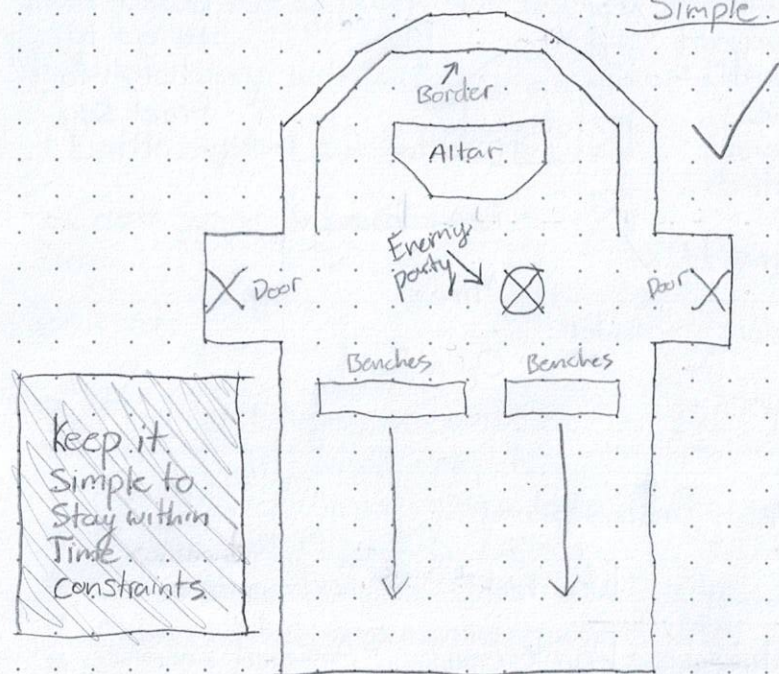 Simple.
Border
Altar
Enemy
party
Door
Door
Benches
Benches
Keep it
Simple to
Stay within
Time
constraints.